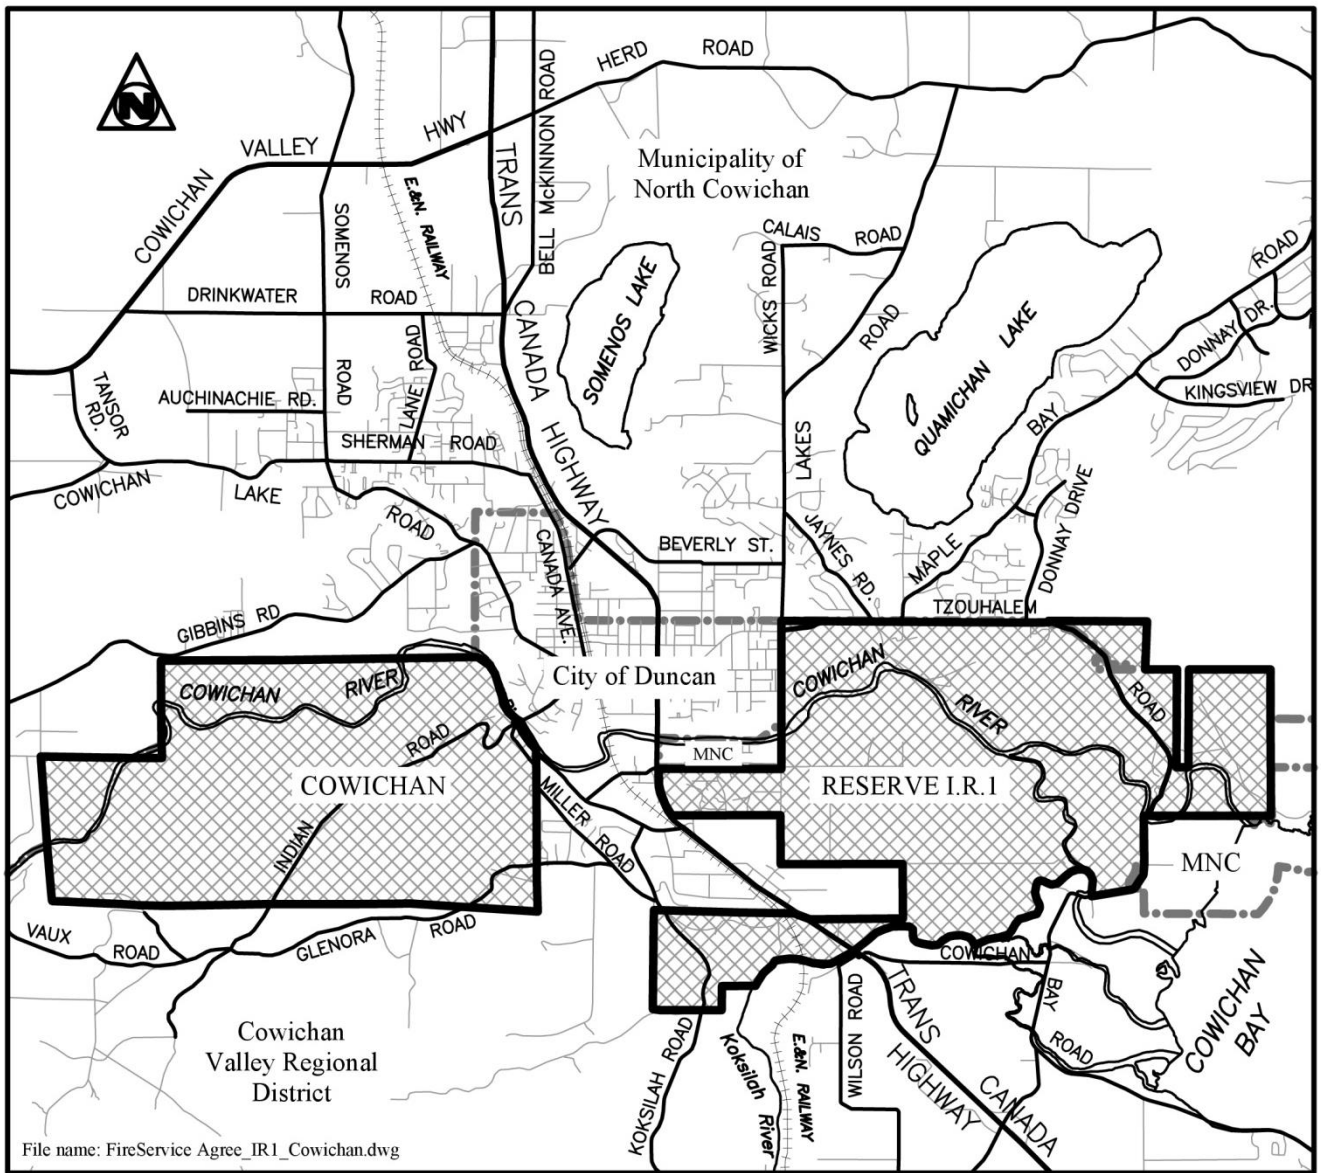 N
HERD ROAD
COWICHAN VALLEY HWY
TRANS CANADA HIGHWAY
BELL McKINNON ROAD
Municipality of
North Cowichan
E.&N. RAILWAY
SOMENOS ROAD
CALAIS ROAD
WICKS ROAD
SOMENOS LAKE
QUAMICHAN LAKE
DRINKWATER ROAD
LANE ROAD
LAKES ROAD
MAPLE BAY ROAD
DONNAY DR.
KINGSVIEW DR
TANSOR
RD.
AUCHINACHIE RD.
SHERMAN ROAD
COWICHAN LAKE ROAD
CANADA AVE.
BEVERLY ST.
JAYNES RD.
DONNAY DRIVE
TZOUHALEM ROAD
GIBBINS RD
City of Duncan
COWICHAN RIVER
COWICHAN RIVER
MNC
COWICHAN
RESERVE I.R.1
INDIAN ROAD
MILLER ROAD
MNC
VAUX ROAD
GLENORA ROAD
COWICHAN BAY ROAD
COWICHAN
BAY
Cowichan
Valley Regional
District
KOKSILAH ROAD
Koksilah River
E.&N. RAILWAY
WILSON ROAD
TRANS CANADA
HIGHWAY
File name: FireService Agree_IR1_Cowichan.dwg